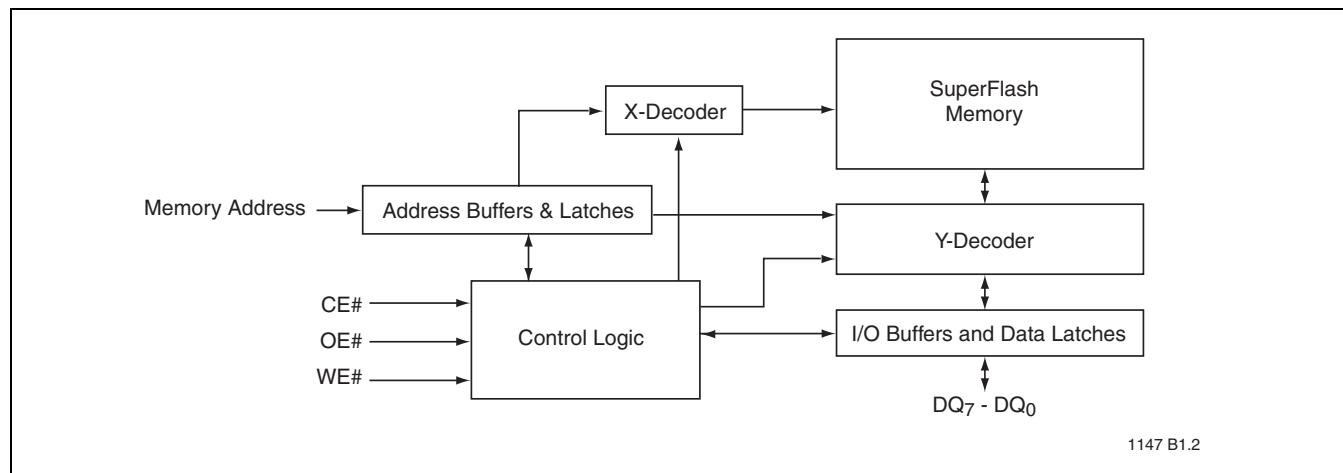 SuperFlash
Memory
X-Decoder
Memory Address
Address Buffers & Latches
Y-Decoder
CE#
OE#
WE#
Control Logic
I/O Buffers and Data Latches
DQ7 - DQ0
1147 B1.2